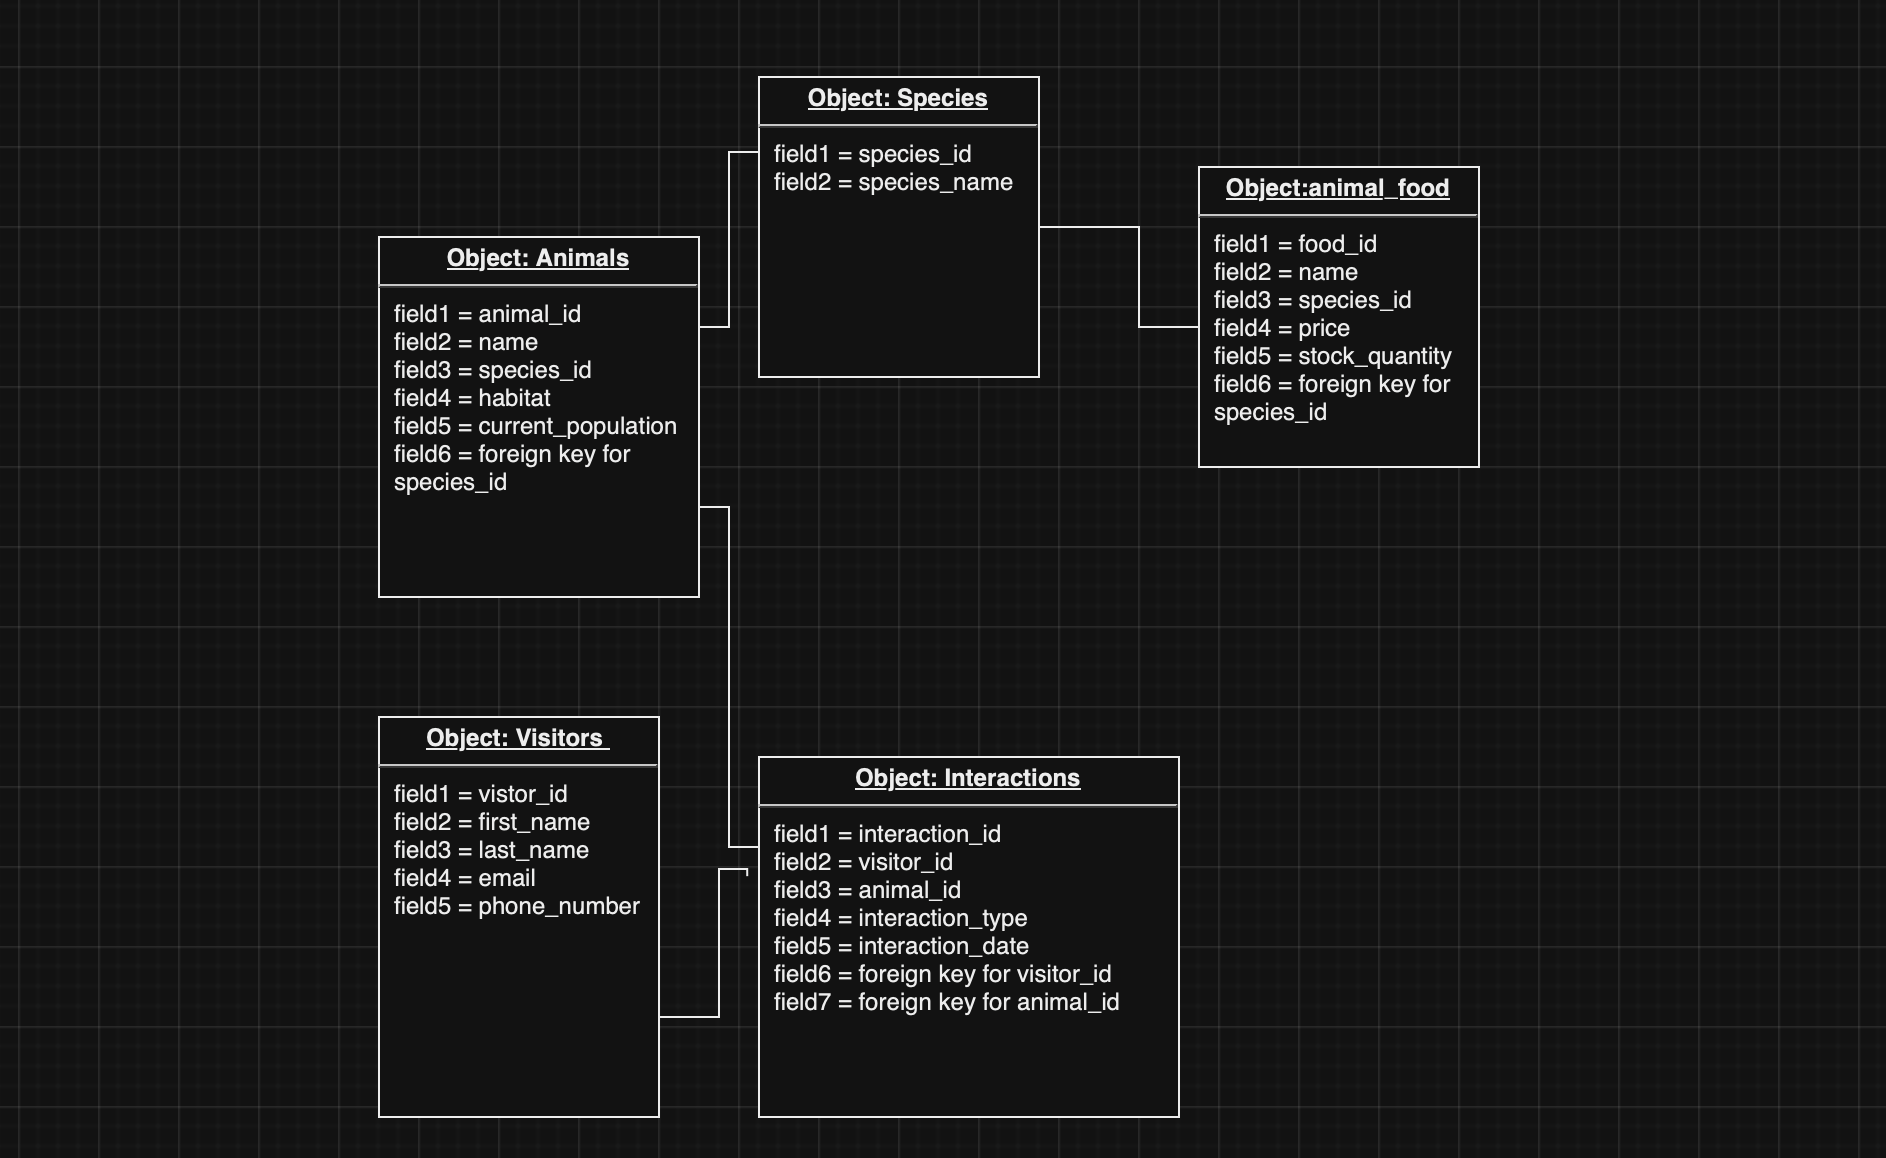 Object: Species
field1 = species_id
field2 = species_name
Object:animal_food
field1 = food_id
field2 = name
field3 = species_id
field4 = price
field5 = stock_quantity
field6 = foreign key for
species_id
Object: Animals
field1 = animal_id
field2 = name
field3 = species_id
field4 = habitat
field5 = current_population
field6 = foreign key for
species_id
Object: Visitors
field1 = vistor_id
field2 = first_name
field3 = last_name
field4 = email
field5 = phone_number
Object: Interactions
field1 = interaction_id
field2 = visitor_id
field3 = animal_id
field4 = interaction_type
field5 = interaction_date
field6 = foreign key for visitor_id
field7 = foreign key for animal_id